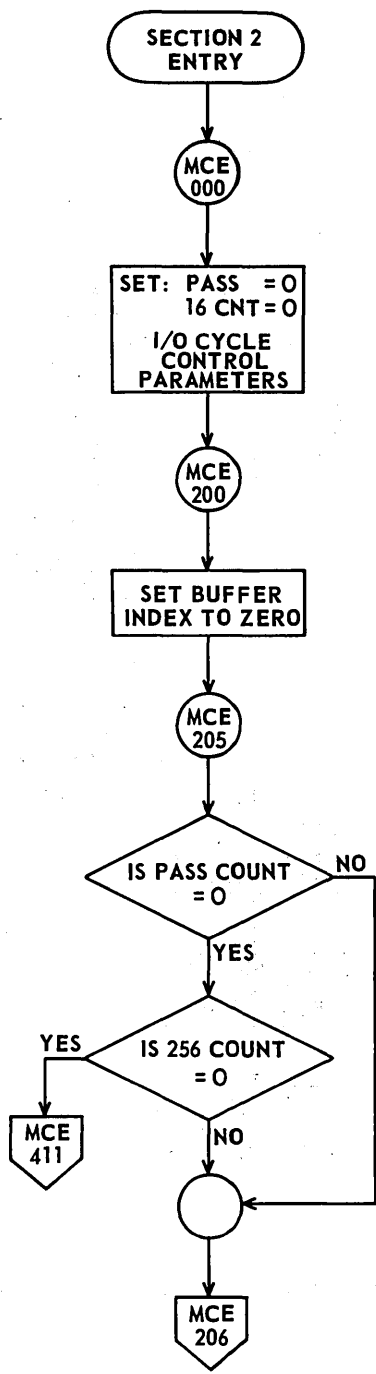 SECTION 2
ENTRY
MCE
000
SET: PASS = 0
16 CNT = 0
I/O CYCLE
CONTROL
PARAMETERS
MCE
200
SET BUFFER
INDEX TO ZERO
MCE
205
IS PASS COUNT
= 0
NO
YES
IS 256 COUNT
= 0
YES
NO
MCE
411
MCE
206